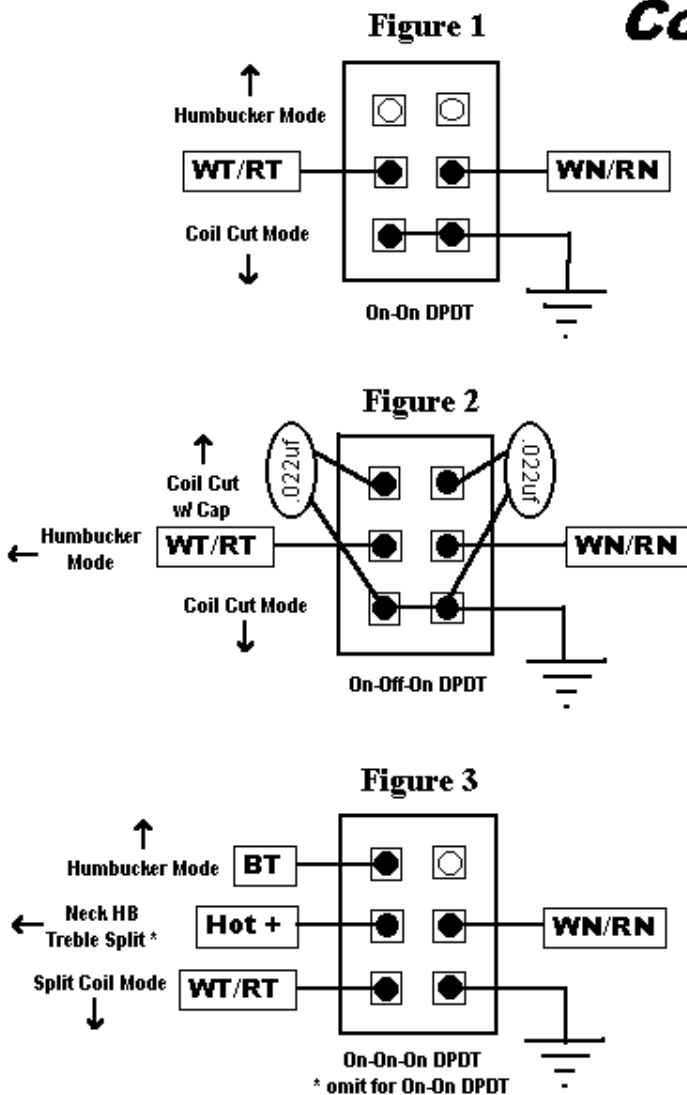 Co
Figure 1
Humbucker Mode
WT/RT
WN/RN
Coil Cut Mode
On-On DPDT
Figure 2
.022uf
.022uf
Coil Cut
w/ Cap
Humbucker
Mode
WT/RT
WN/RN
Coil Cut Mode
On-Off-On DPDT
Figure 3
Humbucker Mode
BT
Neck HB
Treble Split *
Hot +
WN/RN
Split Coil Mode
WT/RT
On-On-On DPDT
* omit for On-On DPDT